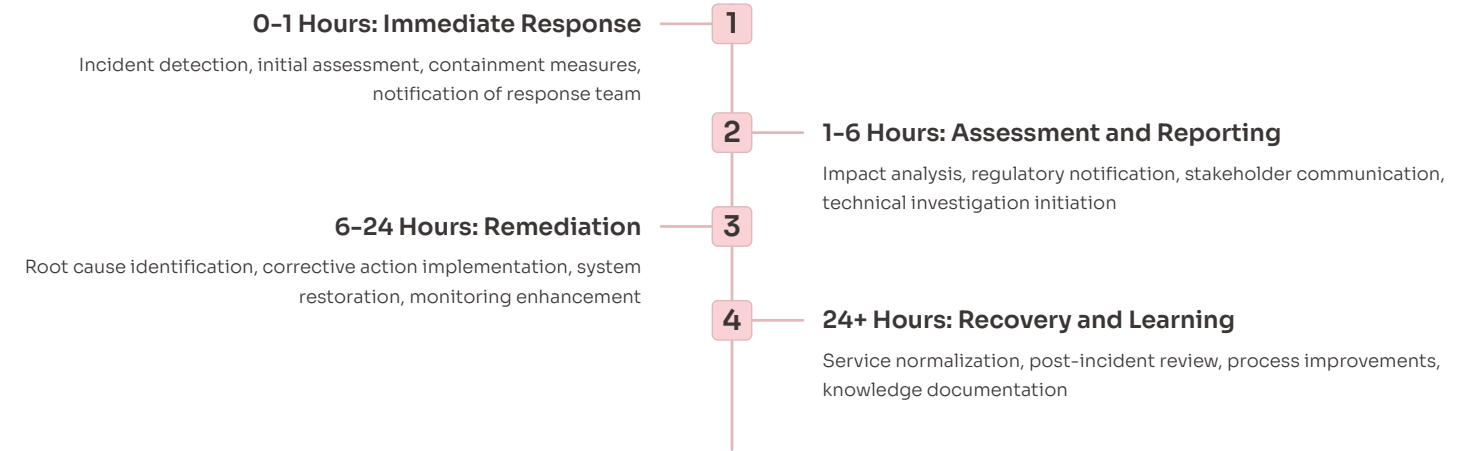 0-1 Hours: Immediate Response
1
Incident detection, initial assessment, containment measures,
notification of response team
2
1-6 Hours: Assessment and Reporting
Impact analysis, regulatory notification, stakeholder communication,
technical investigation initiation
6-24 Hours: Remediation
3
Root cause identification, corrective action implementation, system
restoration, monitoring enhancement
4
24+ Hours: Recovery and Learning
Service normalization, post-incident review, process improvements,
knowledge documentation